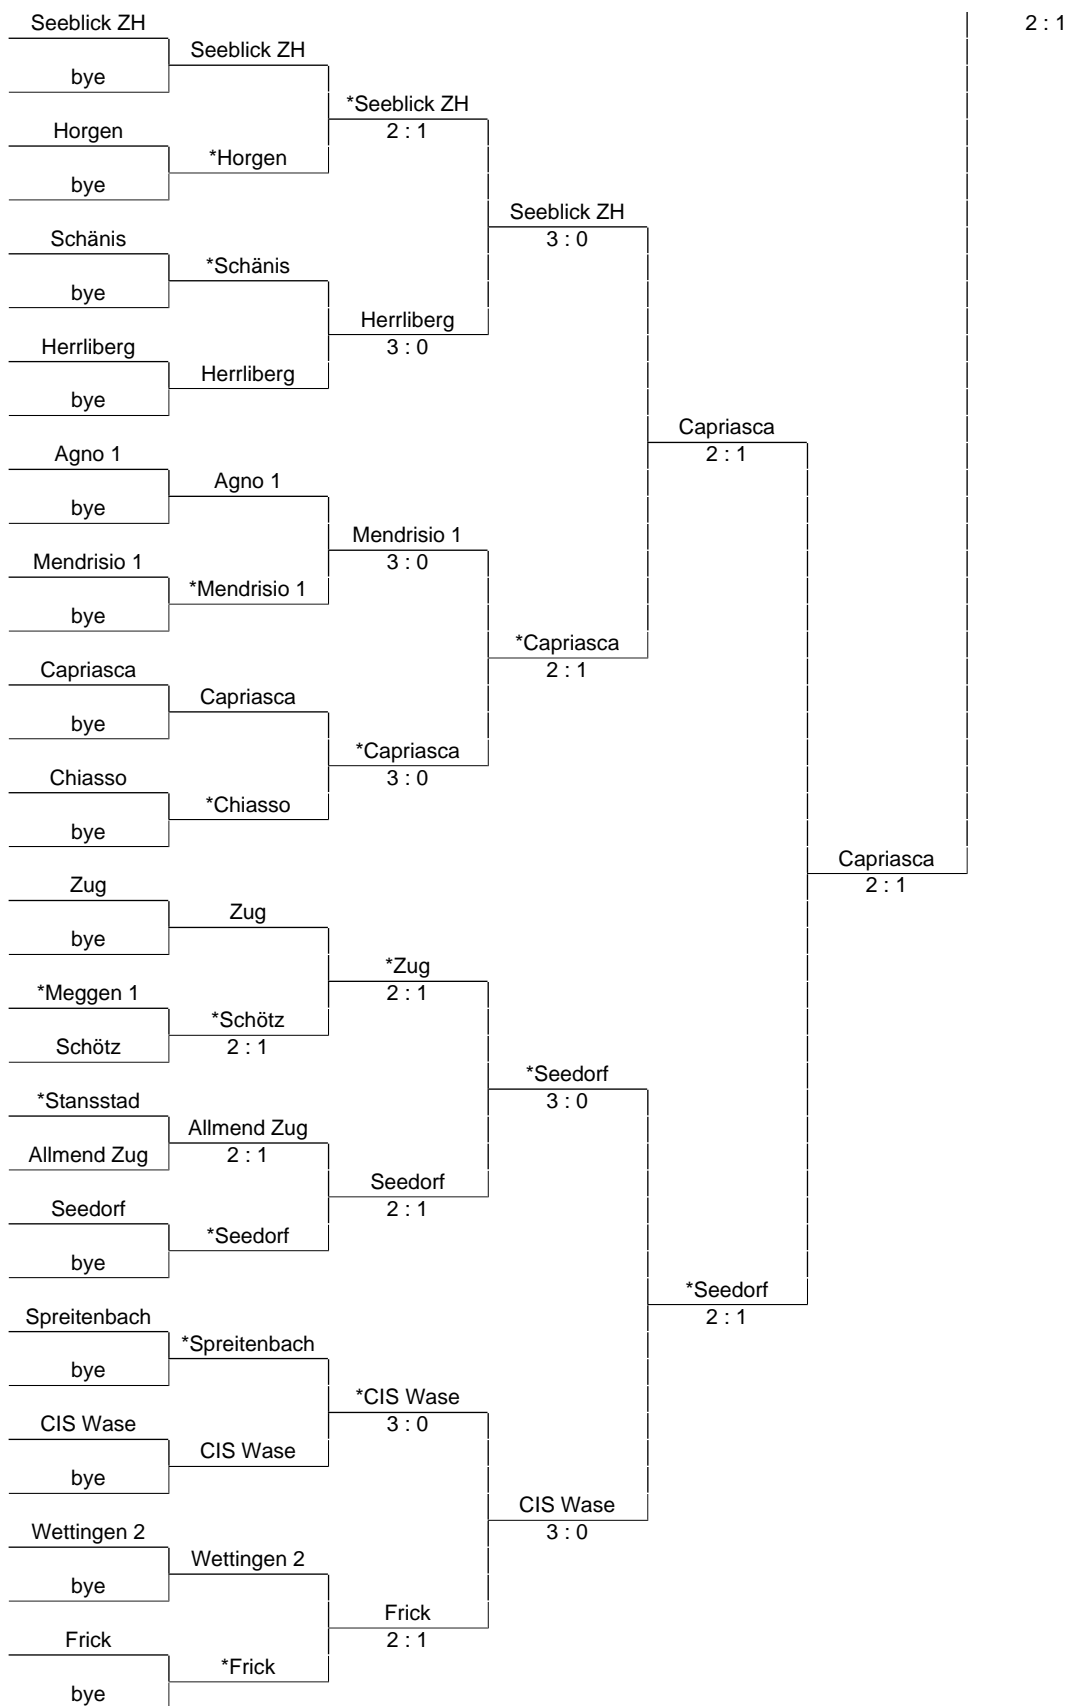 Seeblick ZH
2 : 1
Seeblick ZH
bye
*Seeblick ZH
2 : 1
Horgen
*Horgen
bye
Seeblick ZH
3 : 0
Schänis
*Schänis
bye
Herrliberg
3 : 0
Herrliberg
Herrliberg
bye
Capriasca
2 : 1
Agno 1
Agno 1
bye
Mendrisio 1
3 : 0
Mendrisio 1
*Mendrisio 1
bye
*Capriasca
2 : 1
Capriasca
Capriasca
bye
*Capriasca
3 : 0
Chiasso
*Chiasso
bye
Capriasca
2 : 1
Zug
Zug
bye
*Zug
2 : 1
*Meggen 1
*Schötz
2 : 1
Schötz
*Seedorf
3 : 0
*Stansstad
Allmend Zug
2 : 1
Allmend Zug
Seedorf
2 : 1
Seedorf
*Seedorf
bye
*Seedorf
2 : 1
Spreitenbach
*Spreitenbach
bye
*CIS Wase
3 : 0
CIS Wase
CIS Wase
bye
CIS Wase
3 : 0
Wettingen 2
Wettingen 2
bye
Frick
2 : 1
Frick
*Frick
bye